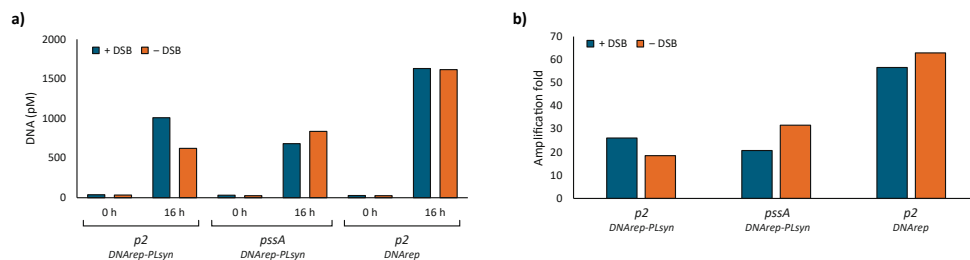 a)
+ DSB – DSB
DNA (pM)
2000
1500
1000
500
0
0 h 16 h 0 h 16 h 0 h 16 h
p2 pssA p2
DNArep-PLsyn DNArep-PLsyn DNArep
b)
+ DSB – DSB
Amplification fold
70
60
50
40
30
20
10
0
p2 pssA p2
DNArep-PLsyn DNArep-PLsyn DNArep